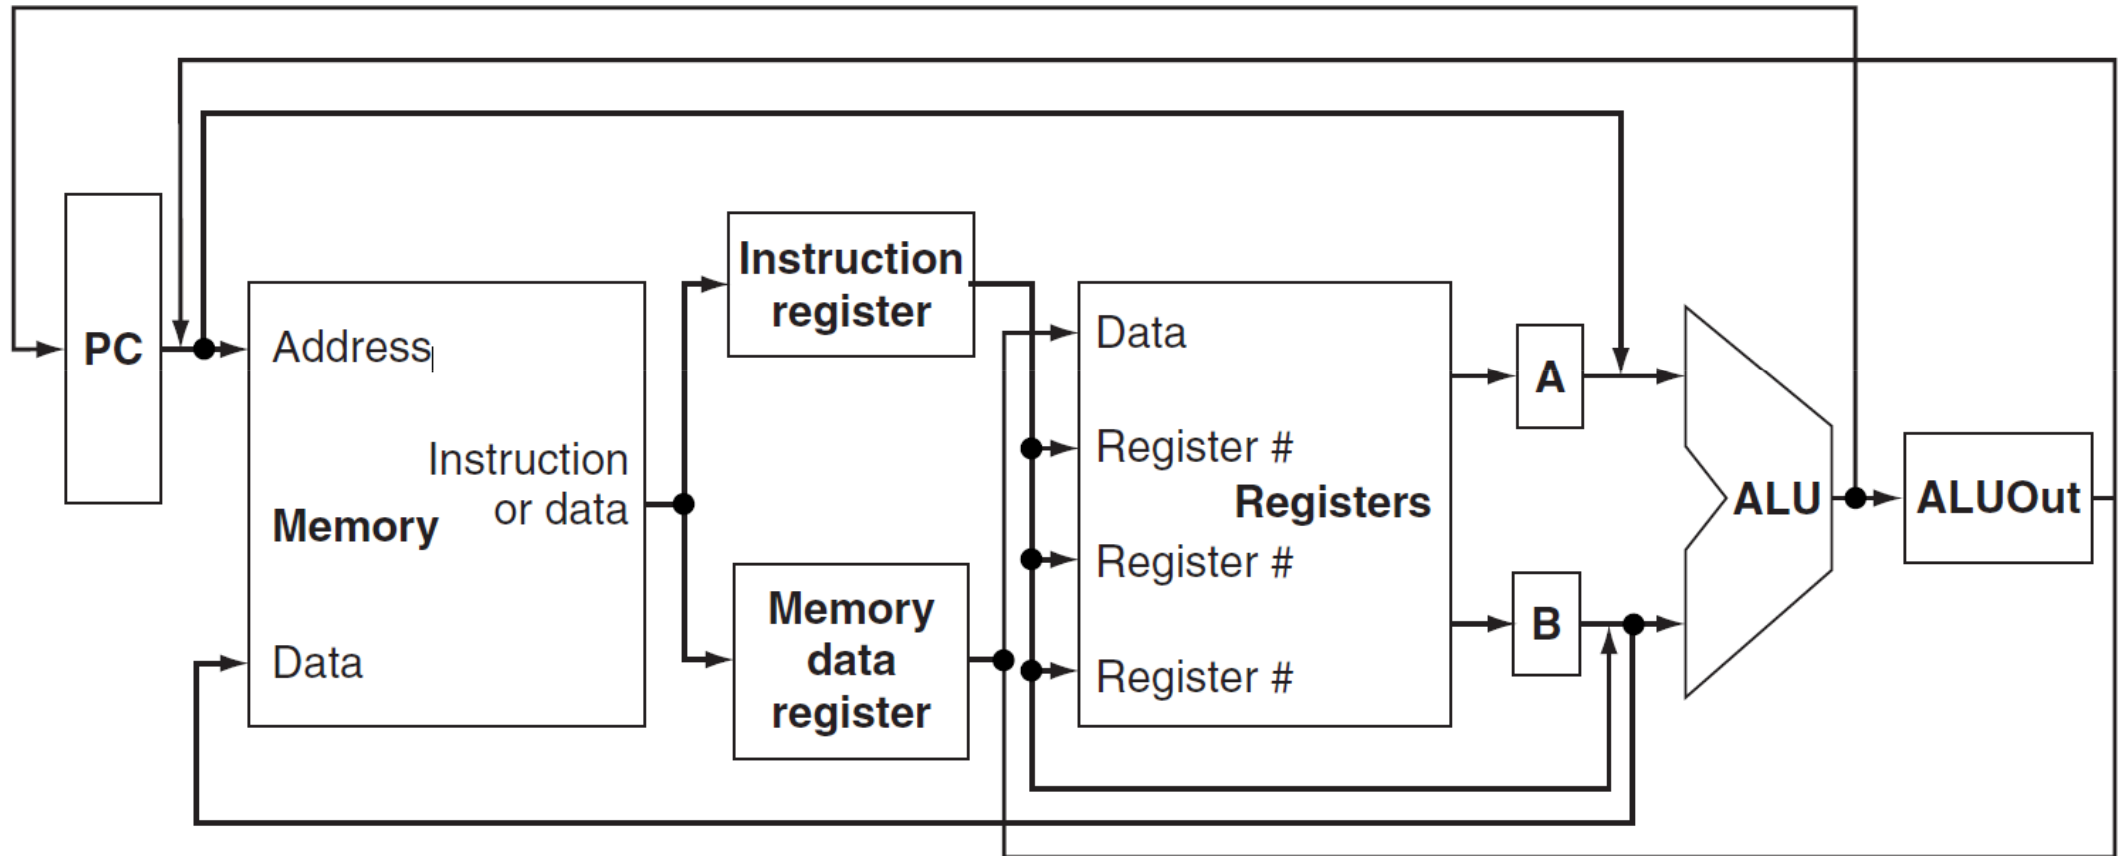 PC
Address
Instruction
or data
Memory
Data
Instruction
register
Memory
data
register
Data
Register #
Registers
Register #
Register #
A
B
ALU
ALUOut